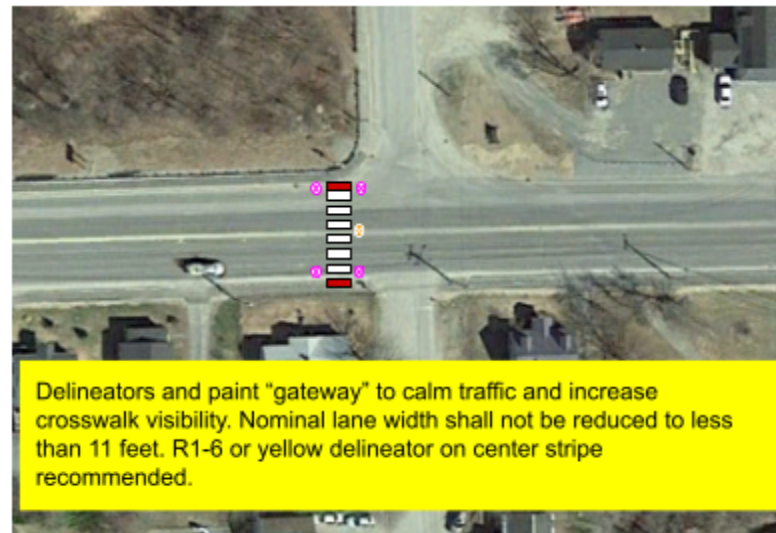 Delineators and paint “gateway” to calm traffic and increase
crosswalk visibility. Nominal lane width shall not be reduced to less
than 11 feet. R1-6 or yellow delineator on center stripe
recommended.